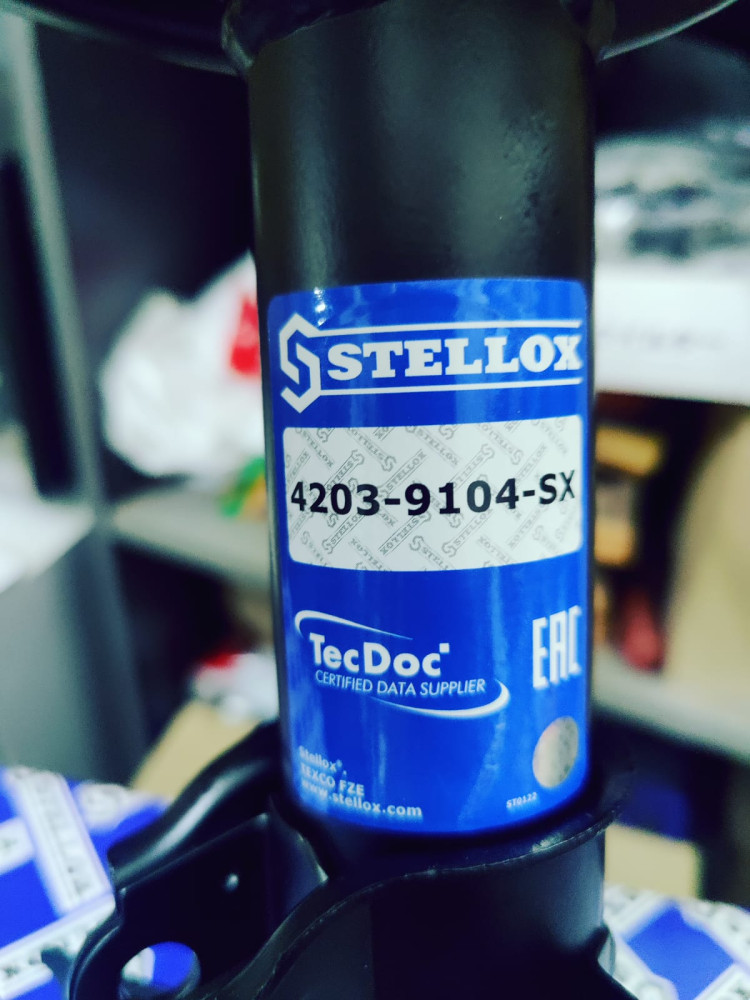 STELLOX
4203-9104-SX
TecDoc
CERTIFIED DATA SUPPLIER
EAC
Stellox®,
TEXCO FZE
www.stellox.com
ST0122